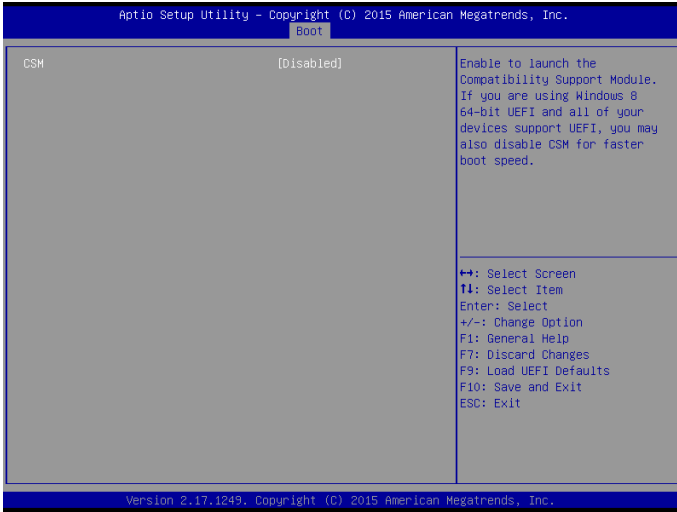 Aptio Setup Utility – Copyright (C) 2015 American Megatrends, Inc.
Boot
CSM [Disabled]
Enable to launch the
Compatibility Support Module.
If you are using Windows 8
64-bit UEFI and all of your
devices support UEFI, you may
also disable CSM for faster
boot speed.
↔: Select Screen
↑↓: Select Item
Enter: Select
+/-: Change Option
F1: General Help
F7: Discard Changes
F9: Load UEFI Defaults
F10: Save and Exit
ESC: Exit
Version 2.17.1249. Copyright (C) 2015 American Megatrends, Inc.